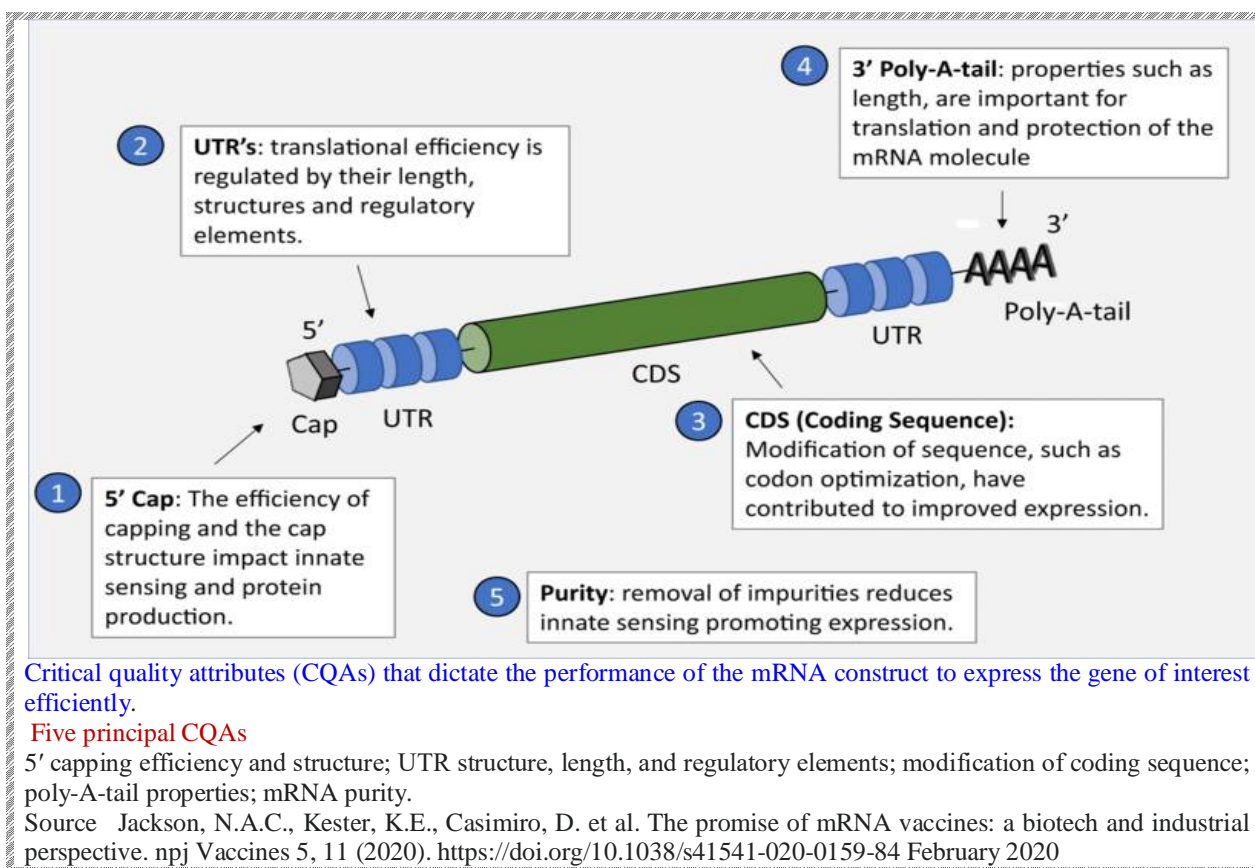 4
3' Poly-A-tail: properties such as
length, are important for
translation and protection of the
mRNA molecule
2
UTR's: translational efficiency is
regulated by their length,
structures and regulatory
elements.
3'
AAAA
Poly-A-tail
UTR
5'
CDS
Cap
UTR
3
CDS (Coding Sequence):
Modification of sequence, such as
codon optimization, have
contributed to improved expression.
1
5' Cap: The efficiency of
capping and the cap
structure impact innate
sensing and protein
production.
5
Purity: removal of impurities reduces
innate sensing promoting expression.
Critical quality attributes (CQAs) that dictate the performance of the mRNA construct to express the gene of interest
efficiently.
Five principal CQAs
5′ capping efficiency and structure; UTR structure, length, and regulatory elements; modification of coding sequence;
poly-A-tail properties; mRNA purity.
Source Jackson, N.A.C., Kester, K.E., Casimiro, D. et al. The promise of mRNA vaccines: a biotech and industrial
perspective. npj Vaccines 5, 11 (2020). https://doi.org/10.1038/s41541-020-0159-84 February 2020